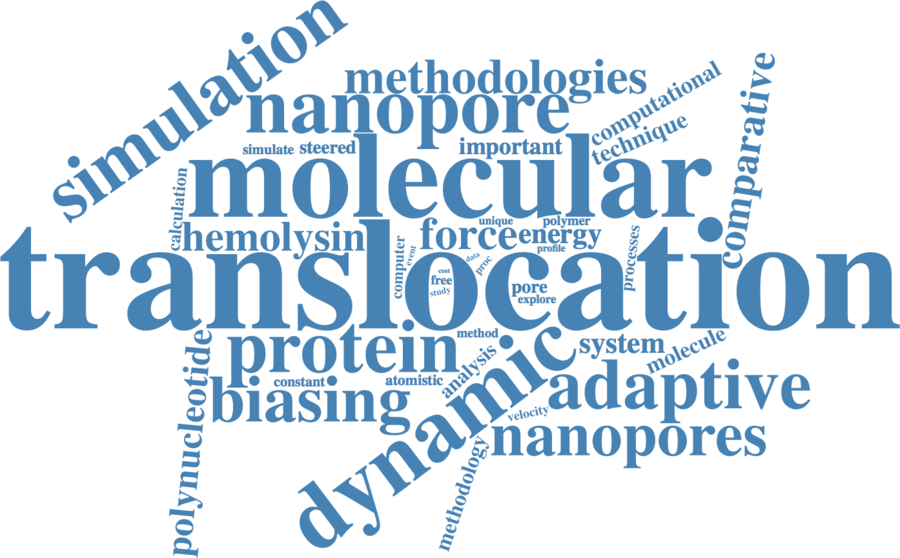 simulation
methodologies
nanopore
computational
technique
comparative
simulate
steered
important
molecular
calculation
hemolysin
unique
polymer
force
energy
profile
processes
computer
event
data
proc
translocation
cost
free
study
pore
explore
protein
method
system
molecule
dynamic
analysis
polynucleotide
constant
atomistic
biasing
adaptive
velocity
nanopores
methodology